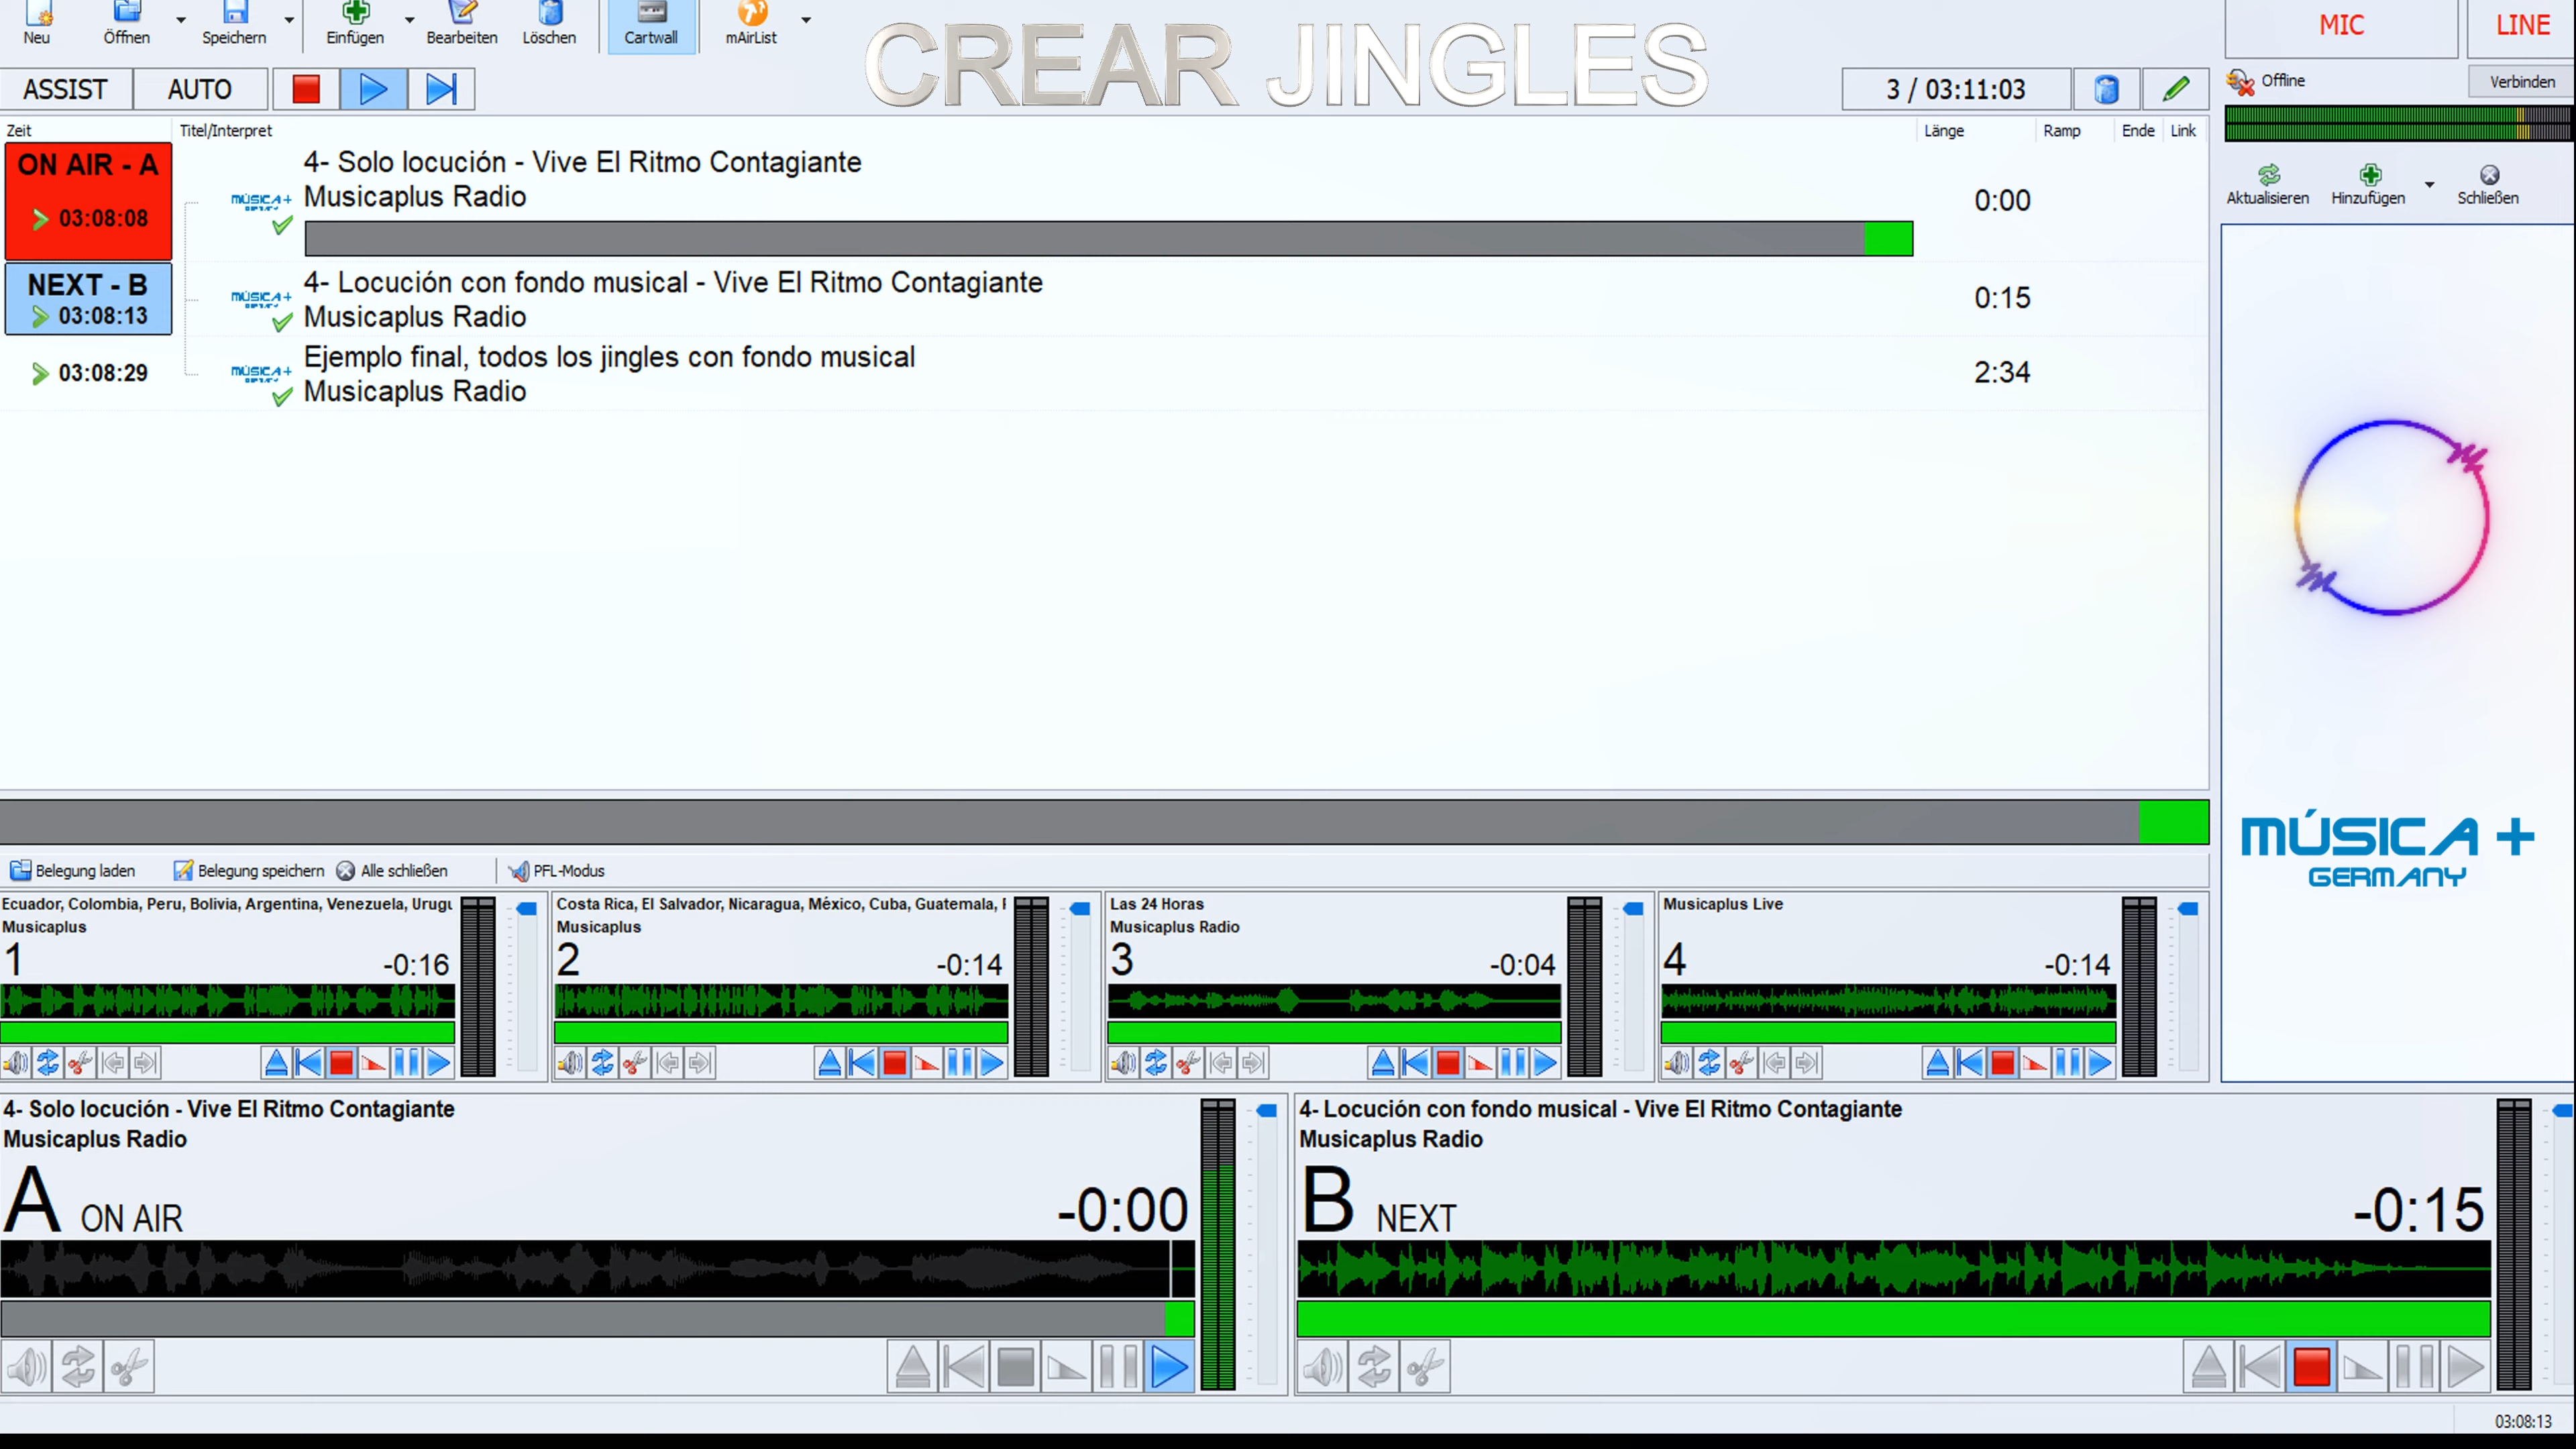 CREAR JINGLES
Neu
Öffnen
Speichern
Einfügen
Bearbeiten
Löschen
Cartwall
mAirList
MIC
LINE
ASSIST
AUTO
3 / 03:11:03
Offline
Verbinden
Zeit
Titel/Interpret
Länge
Ramp
Ende
Link
ON AIR - A
03:08:08
4- Solo locución - Vive El Ritmo Contagiante
Musicaplus Radio
0:00
NEXT - B
03:08:13
4- Locución con fondo musical - Vive El Ritmo Contagiante
Musicaplus Radio
0:15
03:08:29
Ejemplo final, todos los jingles con fondo musical
Musicaplus Radio
2:34
MÚSICA+
MÚSICA+
MÚSICA+
Aktualisieren
Hinzufügen
Schließen
MÚSICA +
GERMANY
Belegung laden
Belegung speichern
Alle schließen
PFL-Modus
Ecuador, Colombia, Peru, Bolivia, Argentina, Venezuela, Urugu
Musicaplus
1
-0:16
Costa Rica, El Salvador, Nicaragua, México, Cuba, Guatemala,
Musicaplus
2
-0:14
Las 24 Horas
Musicaplus Radio
3
-0:04
Musicaplus Live
4
-0:14
4- Solo locución - Vive El Ritmo Contagiante
Musicaplus Radio
A ON AIR
-0:00
4- Locución con fondo musical - Vive El Ritmo Contagiante
Musicaplus Radio
B NEXT
-0:15
03:08:13